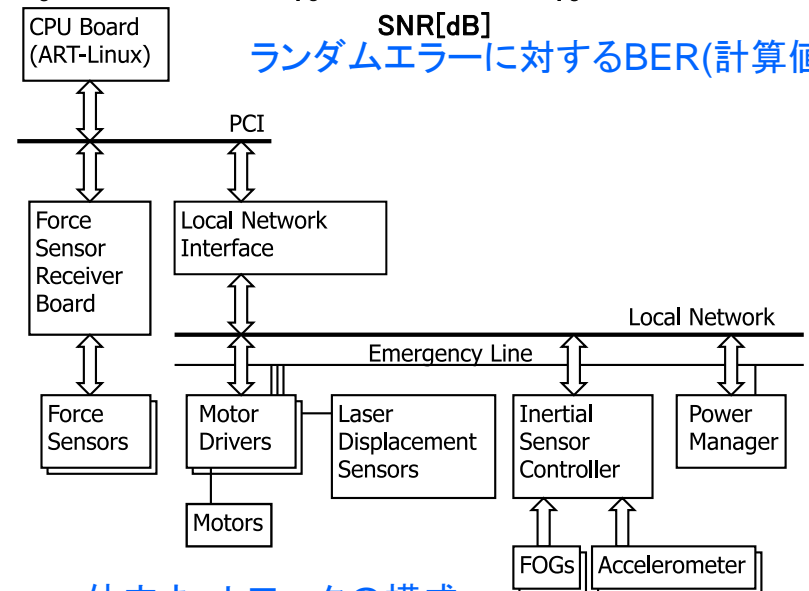 SNR[dB]
ランダムエラーに対するBER(計算値
CPU Board
(ART-Linux)
PCI
Force
Sensor
Receiver
Board
Local Network
Interface
Local Network
Emergency Line
Force
Sensors
Motor
Drivers
Laser
Displacement
Sensors
Inertial
Sensor
Controller
Power
Manager
Motors
FOGs
Accelerometer